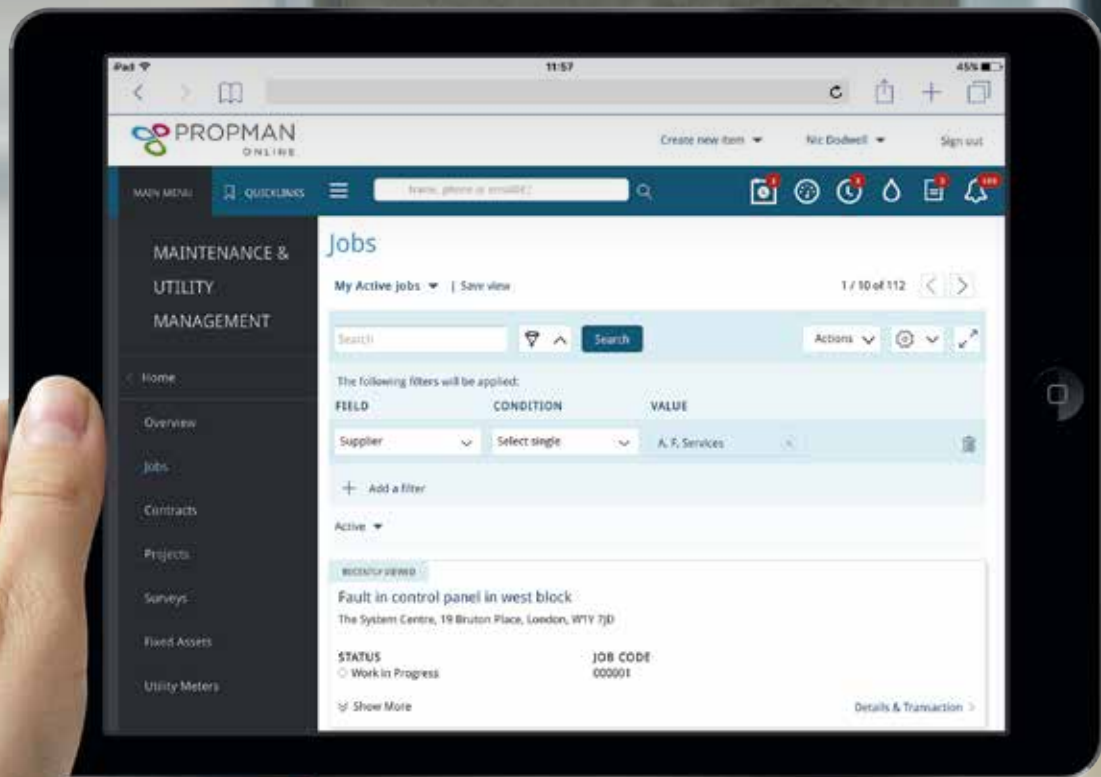 iPad 11:57 45%
PROPMAN
ONLINE
Create new item Nic Dodwell Sign out
MAIN MENU QUICKLINKS Name, phone or
MAINTENANCE &
UTILITY
MANAGEMENT
Home
Overview
Jobs
Contracts
Projects
Surveys
Fixed Assets
Utility Meters
Jobs
My Active jobs | Save view 1 / 10 of 112
Search Search Actions
The following filters will be applied:
FIELD CONDITION VALUE
Supplier Select single A. F. Services
+ Add a filter
Active
RECENTLY VIEWED
Fault in control panel in west block
The System Centre, 19 Bruton Place, London, W1Y 7JD
STATUS JOB CODE
Work in Progress 000001
Show More Details & Transaction